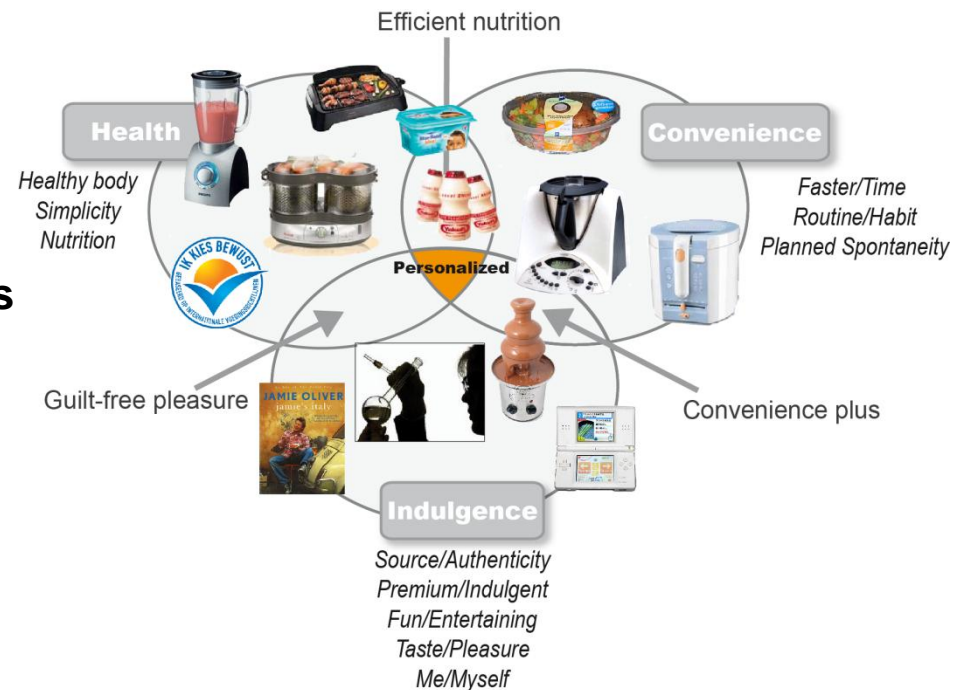 Efficient nutrition
Health
Convenience
Healthy body
Simplicity
Nutrition
Faster/Time
Routine/Habit
Planned Spontaneity
IK KIES BEWUST
Personalized
s
Guilt-free pleasure
Convenience plus
JAMIE OLIVER
jamie's italy
Indulgence
Source/Authenticity
Premium/Indulgent
Fun/Entertaining
Taste/Pleasure
Me/Myself